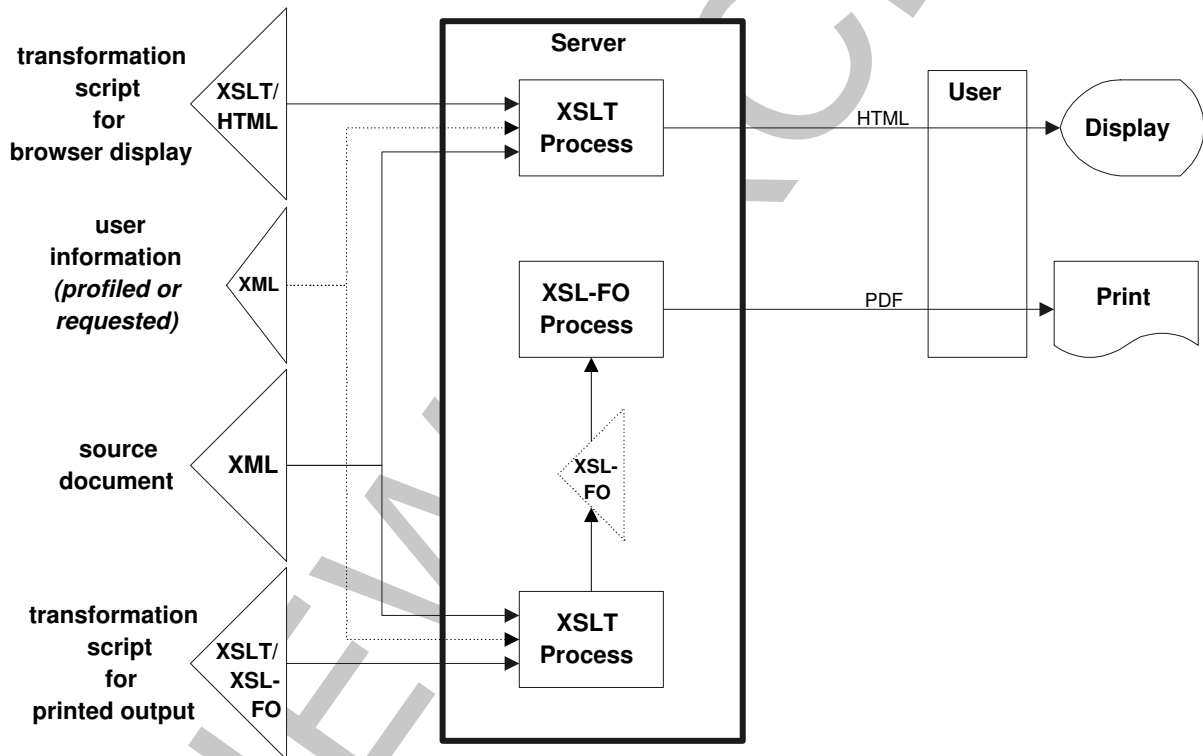 transformation
script
for
browser display
XSLT/
HTML
user
information
(profiled or
requested)
XML
source
document
XML
transformation
script
for
printed output
XSLT/
XSL-
FO
Server
XSLT
Process
XSL-FO
Process
XSL-
FO
XSLT
Process
HTML
PDF
User
Display
Print